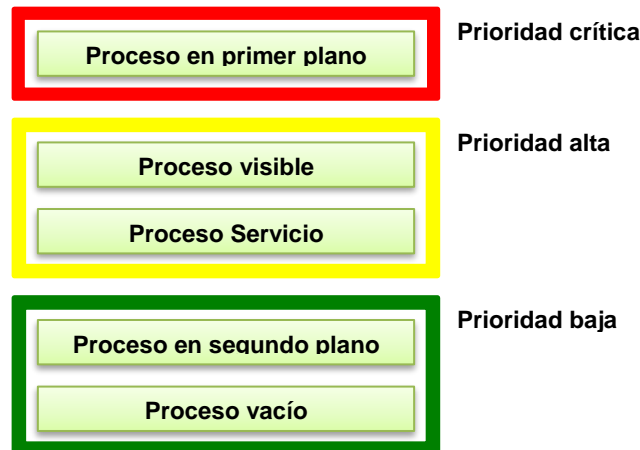 Proceso en primer plano
Prioridad crítica
Proceso visible
Prioridad alta
Proceso Servicio
Proceso en segundo plano
Prioridad baja
Proceso vacío